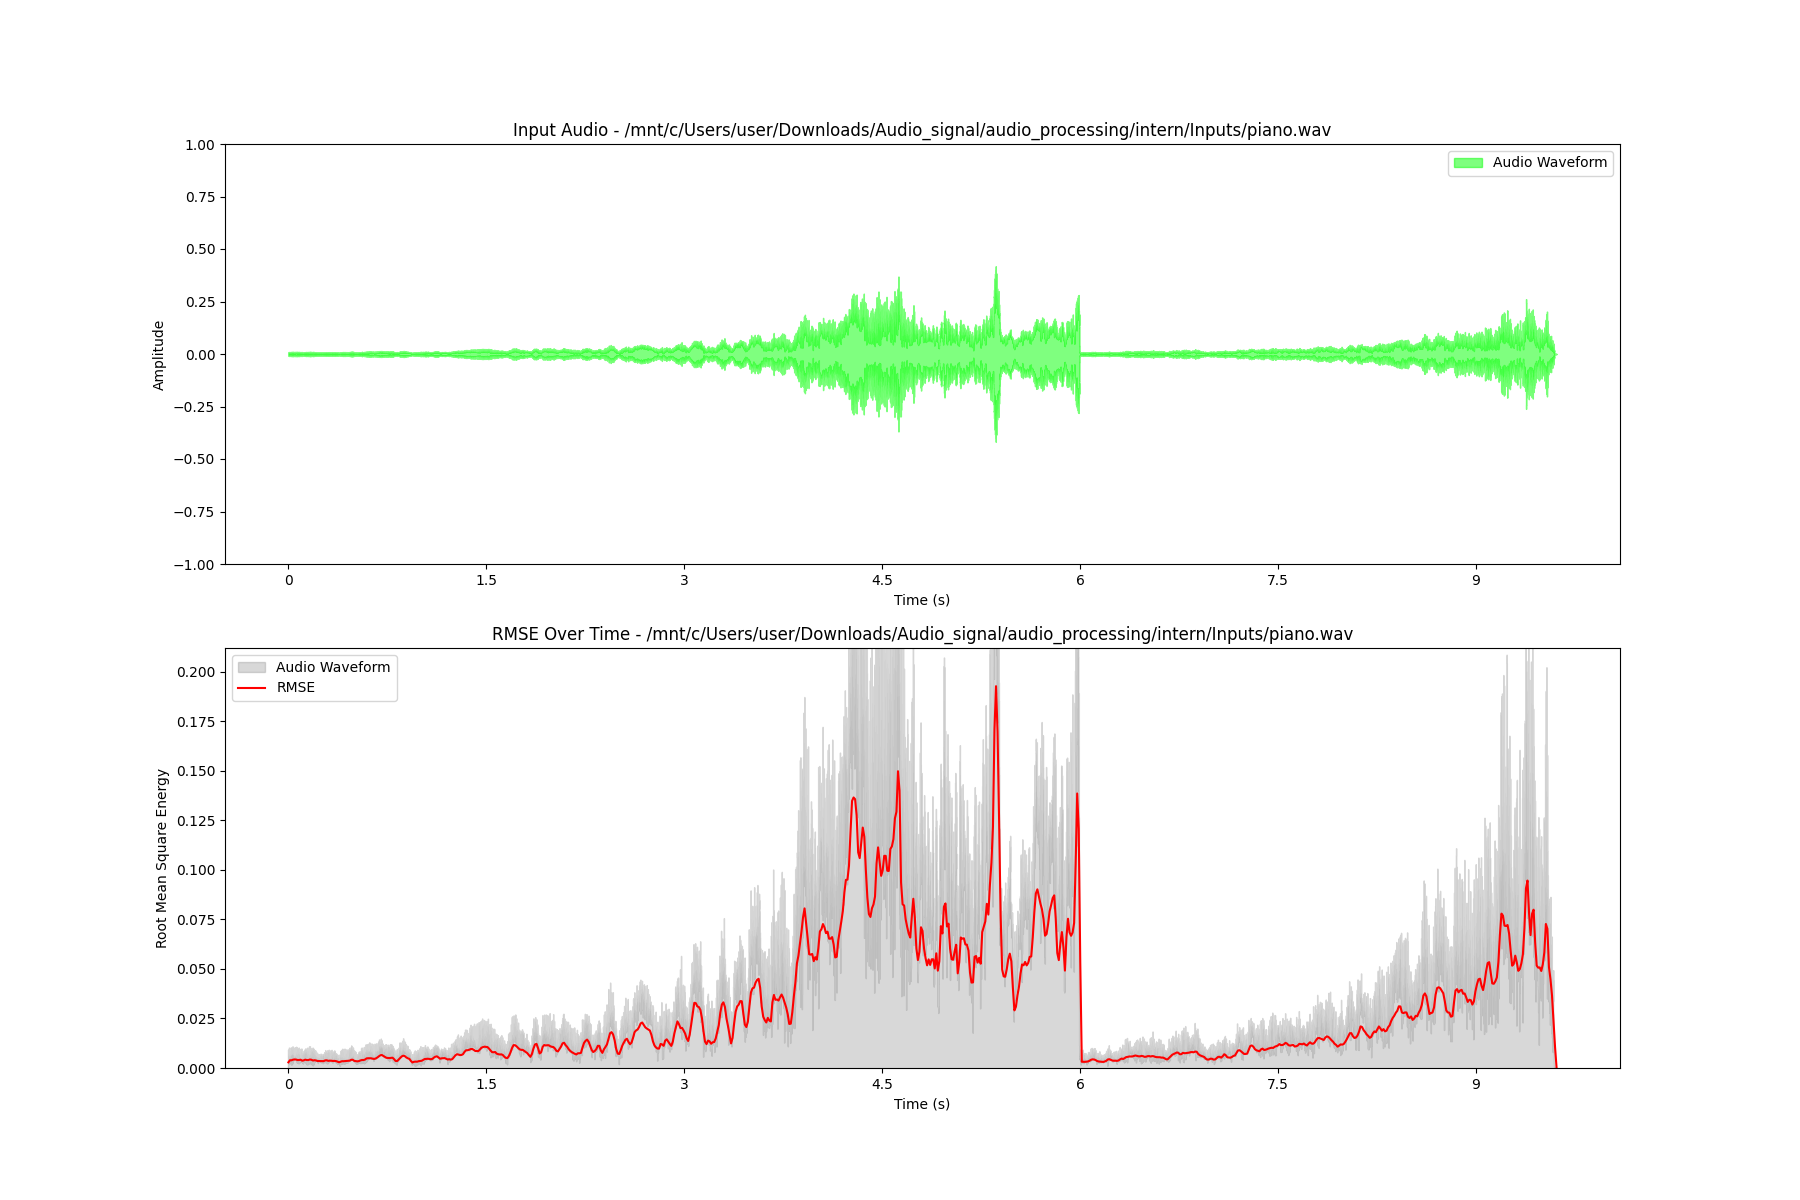 Input Audio - /mnt/c/Users/user/Downloads/Audio_signal/audio_processing/intern/Inputs/piano.wav
1.00
0.75
0.50
0.25
0.00
−0.25
−0.50
−0.75
−1.00
Amplitude
Audio Waveform
0 1.5 3 4.5 6 7.5 9
Time (s)
RMSE Over Time - /mnt/c/Users/user/Downloads/Audio_signal/audio_processing/intern/Inputs/piano.wav
Audio Waveform
RMSE
0.200
0.175
0.150
0.125
0.100
0.075
0.050
0.025
0.000
Root Mean Square Energy
0 1.5 3 4.5 6 7.5 9
Time (s)